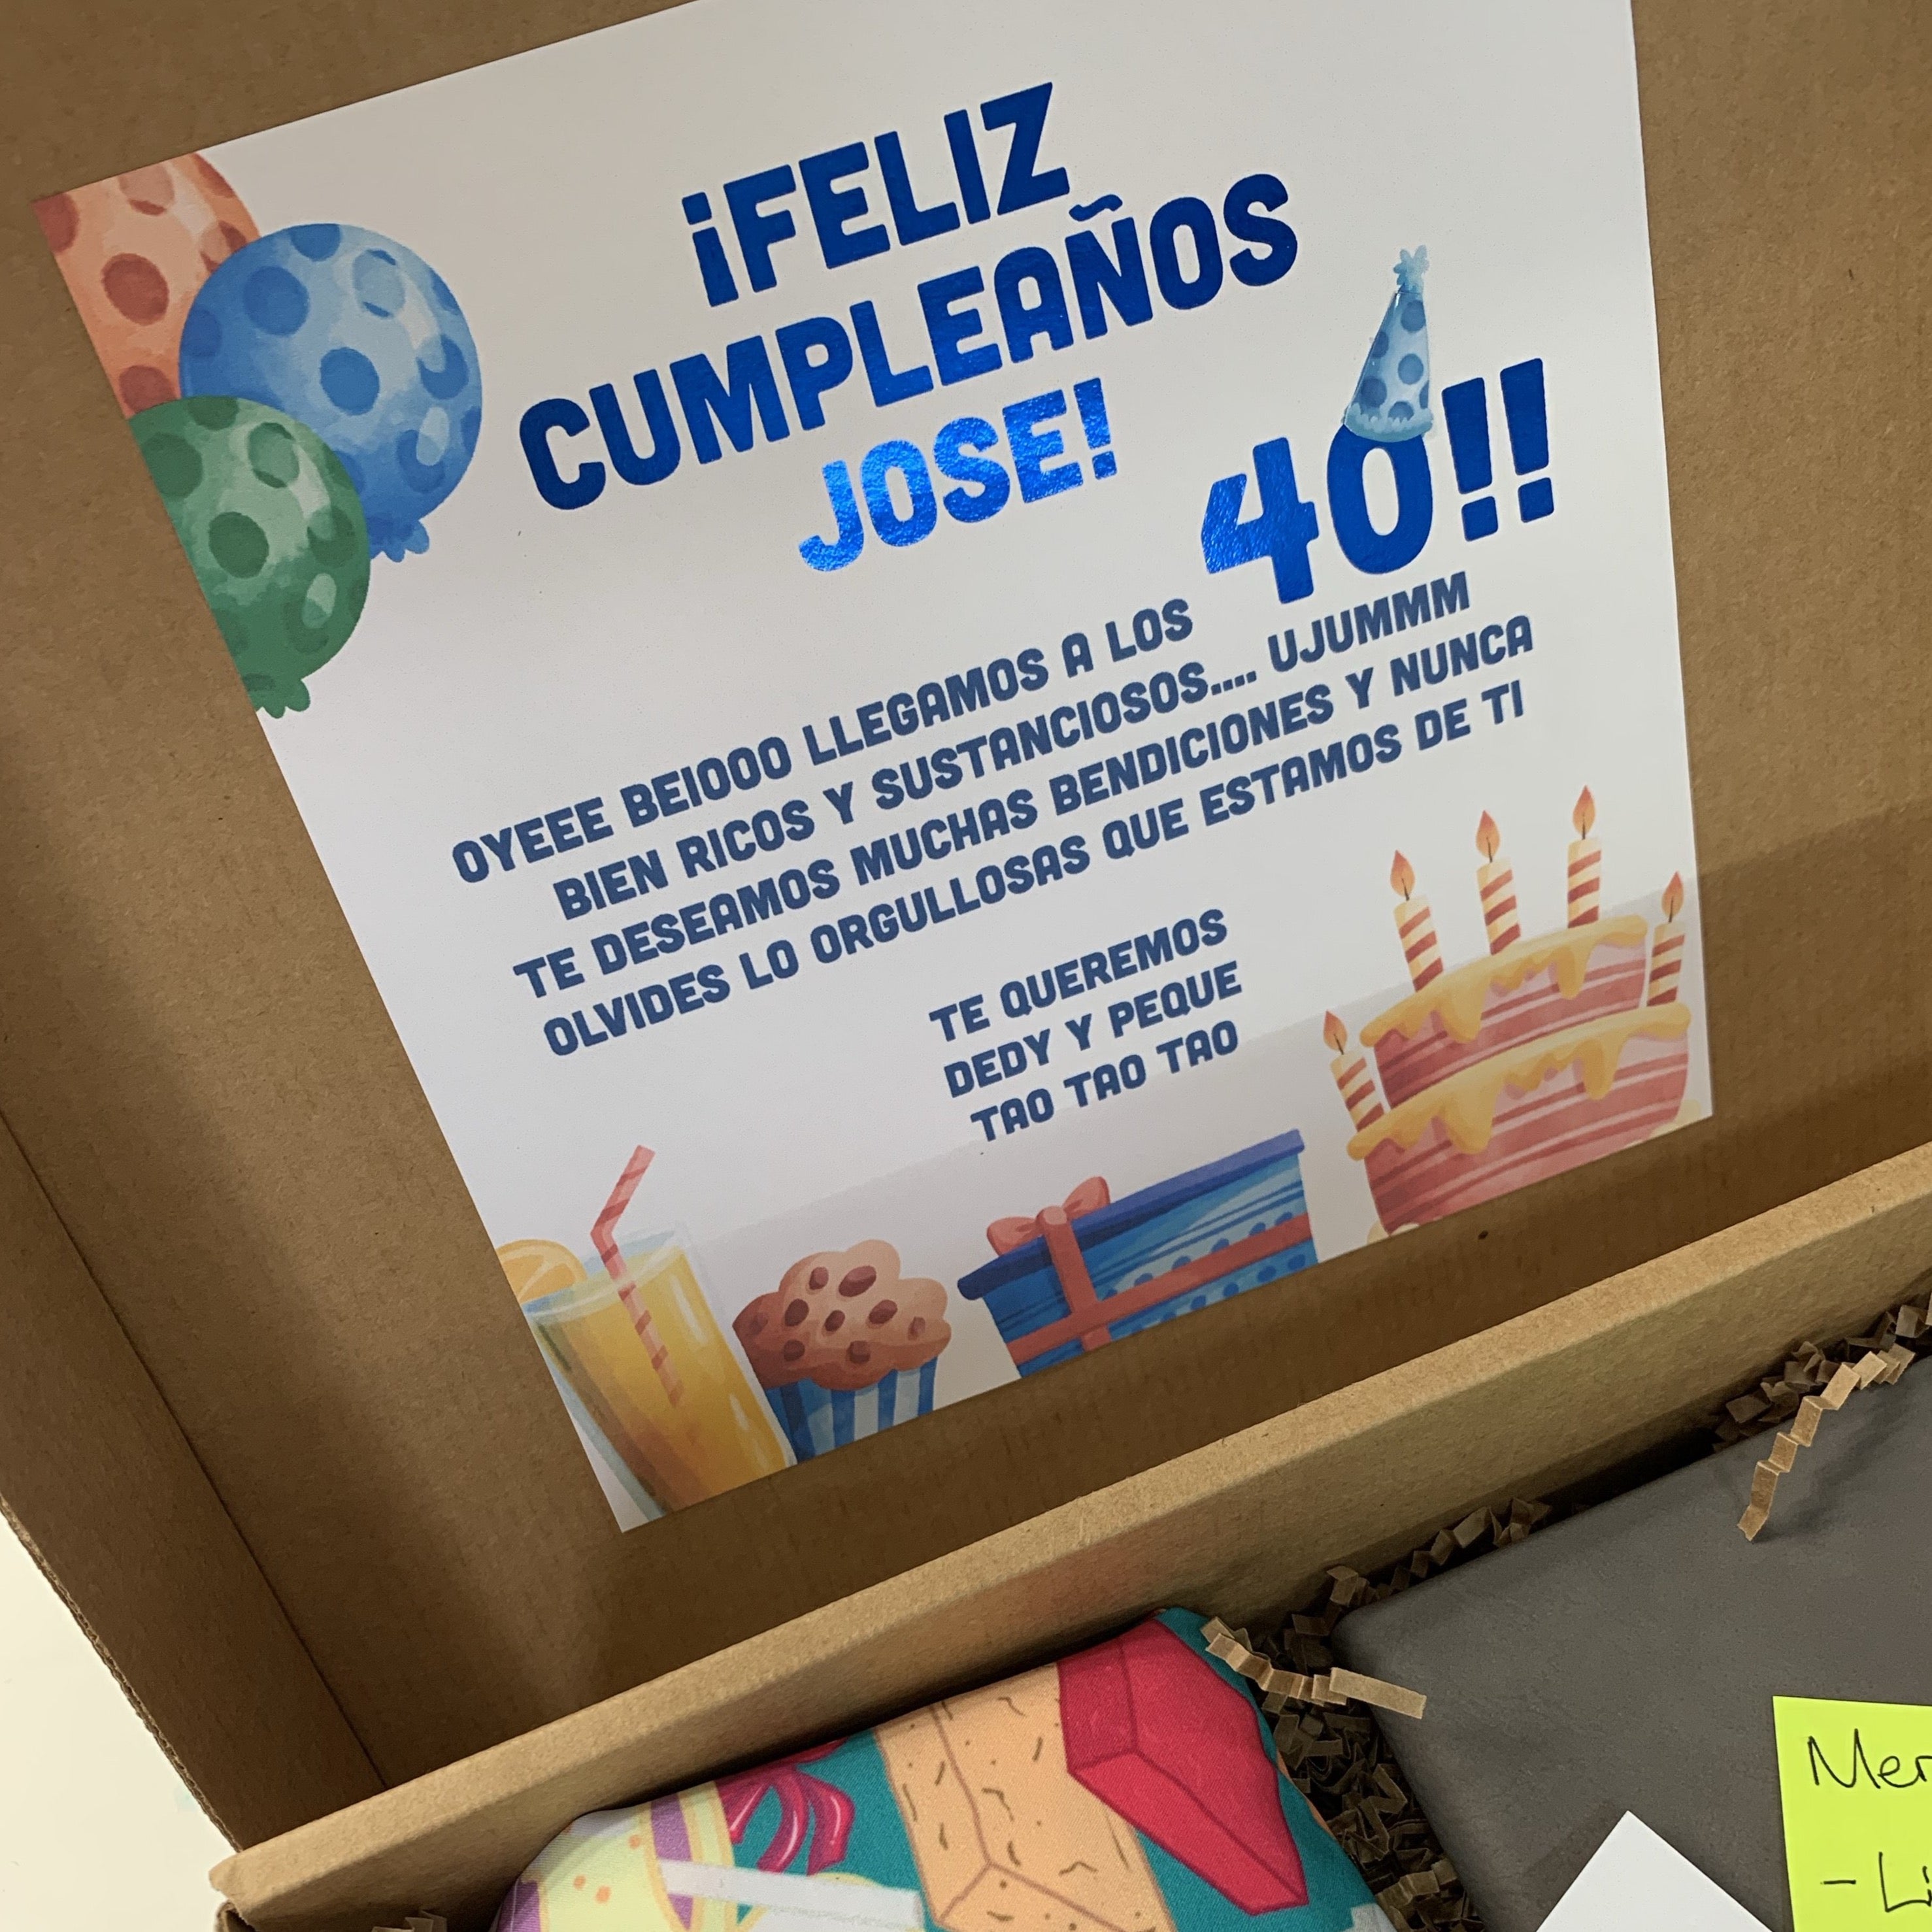 ¡FELIZ
CUMPLEAÑOS
JOSE!
40!!
OYEEE BEIOOO LLEGAMOS A LOS
BIEN RICOS Y SUSTANCIOSOS.... UJUMMM
TE DESEAMOS MUCHAS BENDICIONES Y NUNCA
OLVIDES LO ORGULLOSAS QUE ESTAMOS DE TI
TE QUEREMOS
DEDY Y PEQUE
TAO TAO TAO